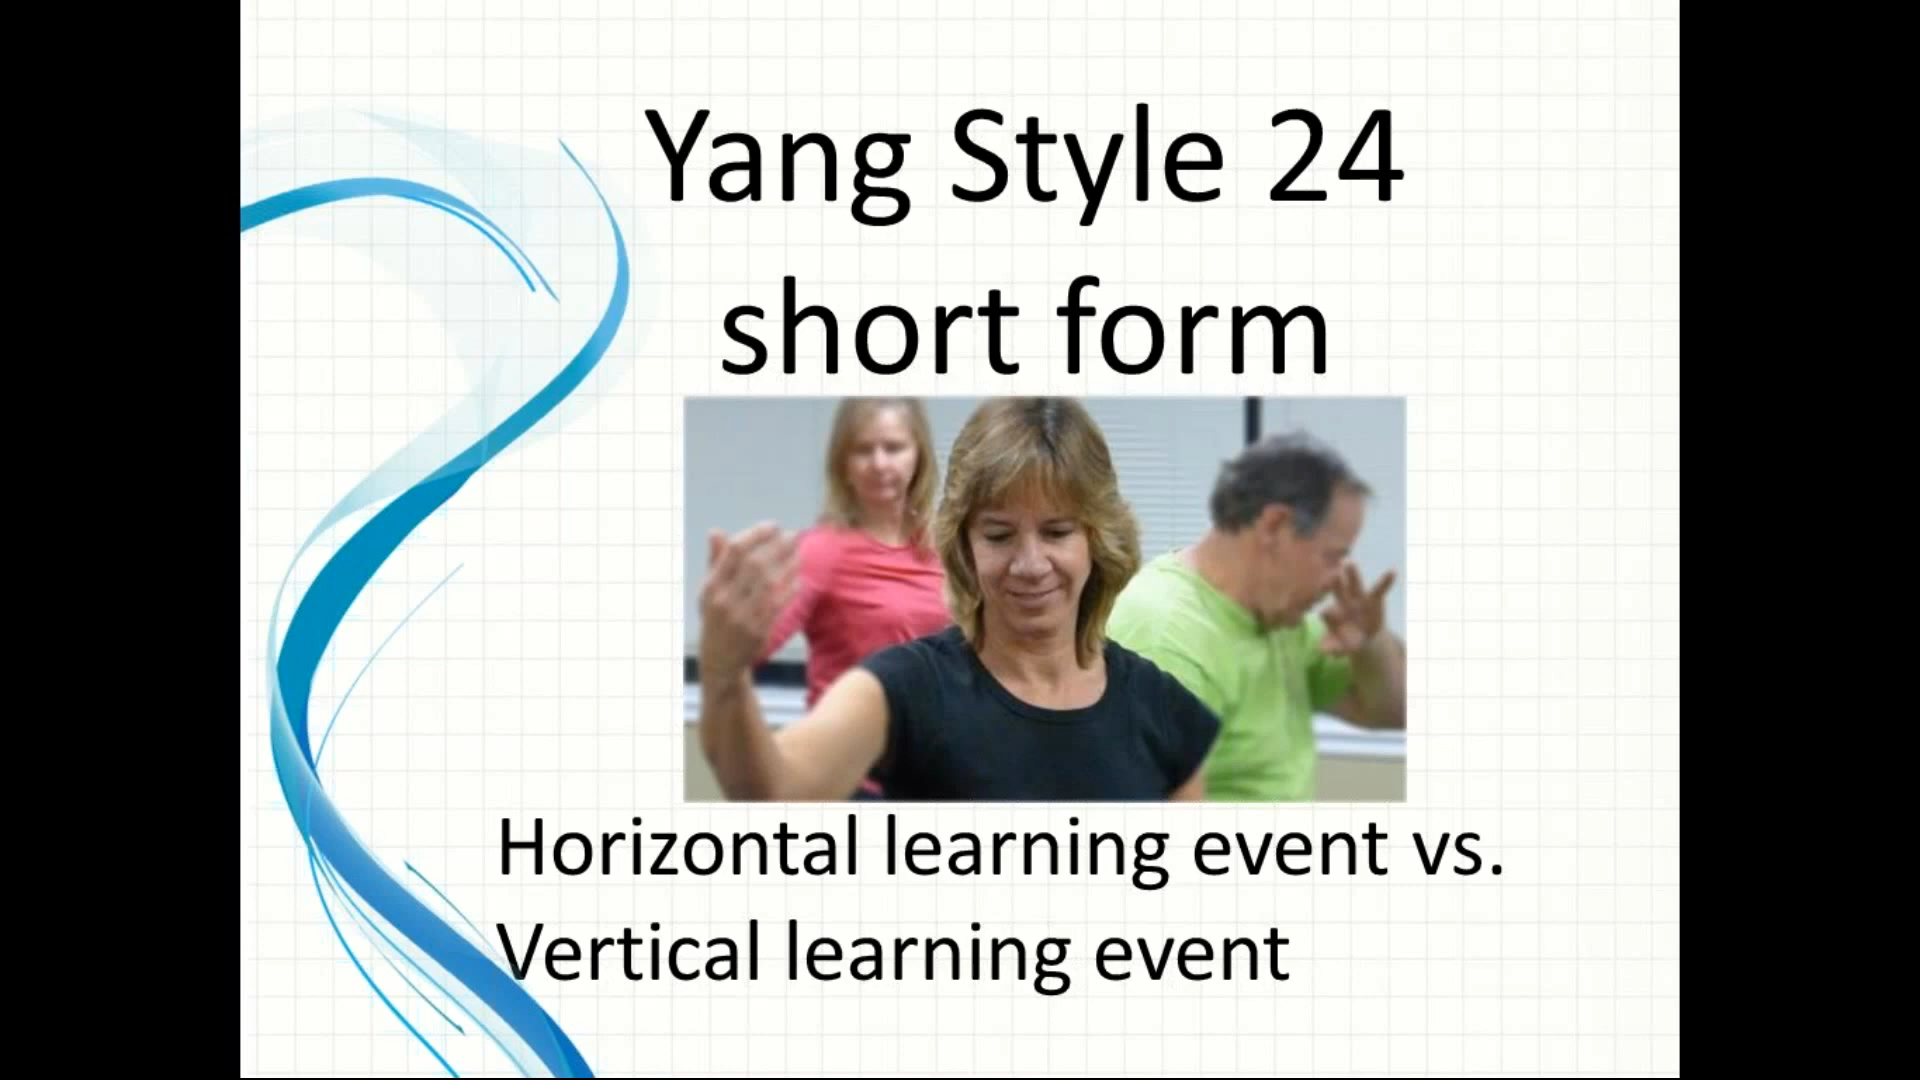 Yang Style 24
short form
Horizontal learning event vs.
Vertical learning event